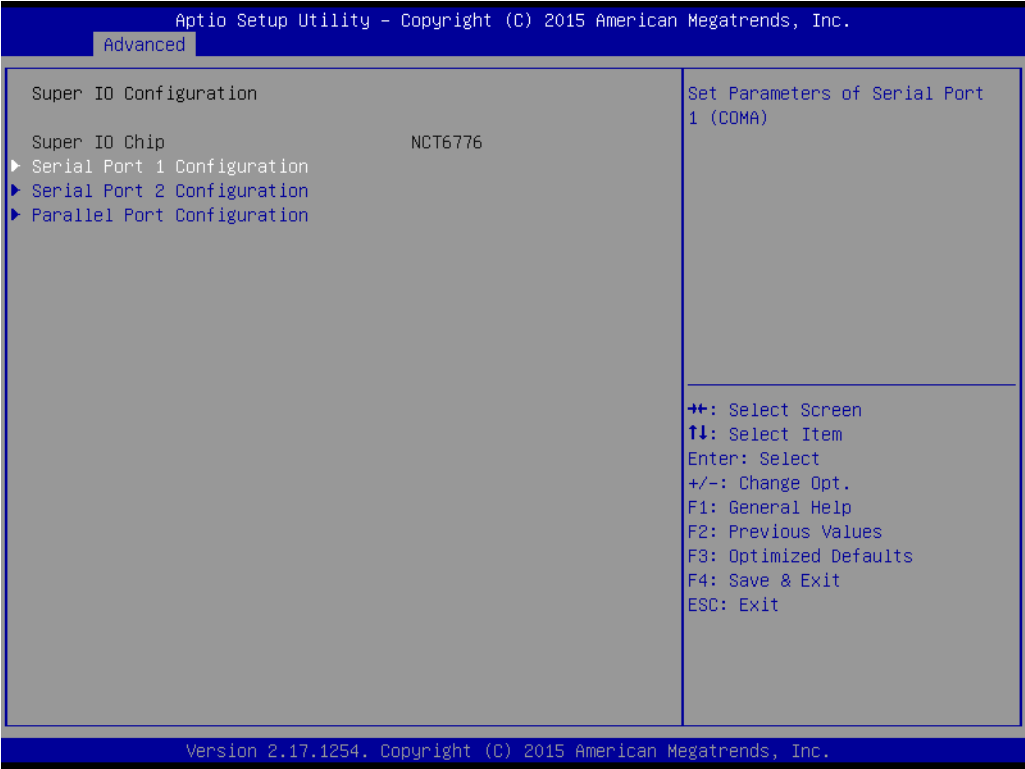 Aptio Setup Utility – Copyright (C) 2015 American Megatrends, Inc.
Advanced
Super IO Configuration
Super IO Chip NCT6776
▶ Serial Port 1 Configuration
▶ Serial Port 2 Configuration
▶ Parallel Port Configuration
Set Parameters of Serial Port
1 (COMA)
→←: Select Screen
↑↓: Select Item
Enter: Select
+/-: Change Opt.
F1: General Help
F2: Previous Values
F3: Optimized Defaults
F4: Save & Exit
ESC: Exit
Version 2.17.1254. Copyright (C) 2015 American Megatrends, Inc.